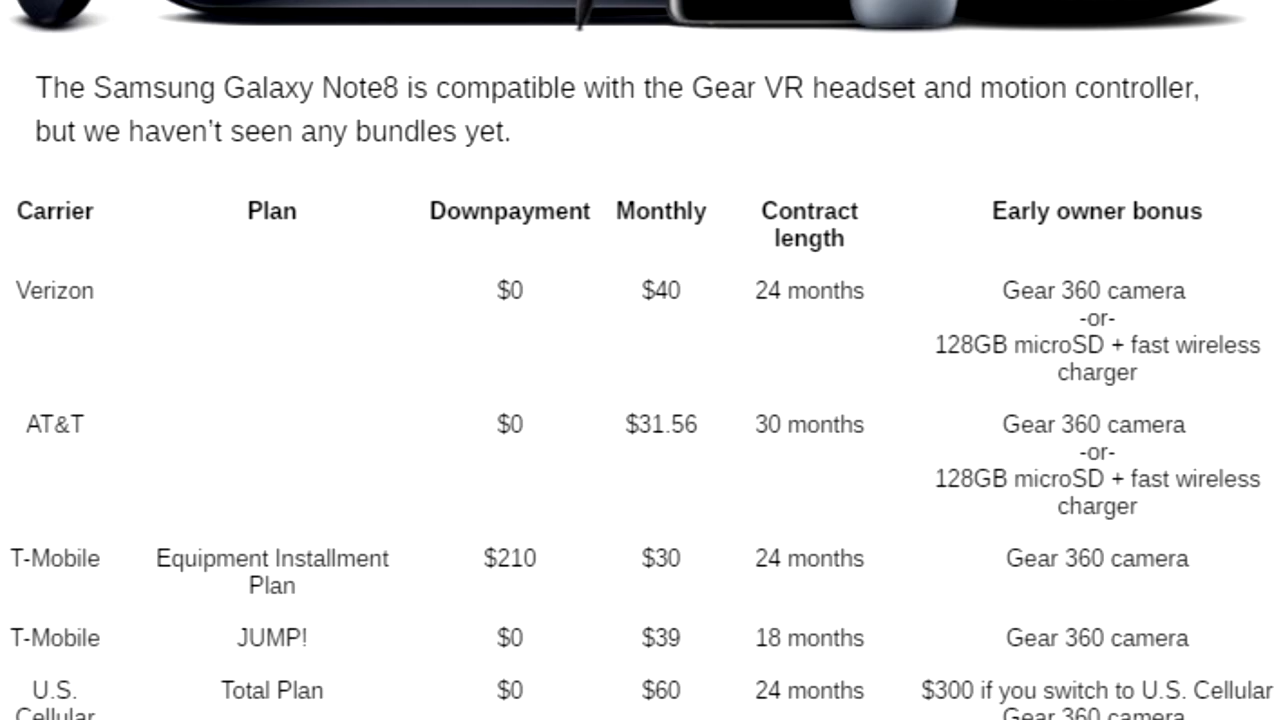 The Samsung Galaxy Note8 is compatible with the Gear VR headset and motion controller,
but we haven’t seen any bundles yet.
Carrier Plan Downpayment Monthly Contract length Early owner bonus
Verizon $0 $40 24 months Gear 360 camera
-or-
128GB microSD + fast wireless
charger
AT&T $0 $31.56 30 months Gear 360 camera
-or-
128GB microSD + fast wireless
charger
T-Mobile Equipment Installment $210 $30 24 months Gear 360 camera
Plan
T-Mobile JUMP! $0 $39 18 months Gear 360 camera
U.S. Total Plan $0 $60 24 months $300 if you switch to U.S. Cellular
Cellular Gear 360 camera